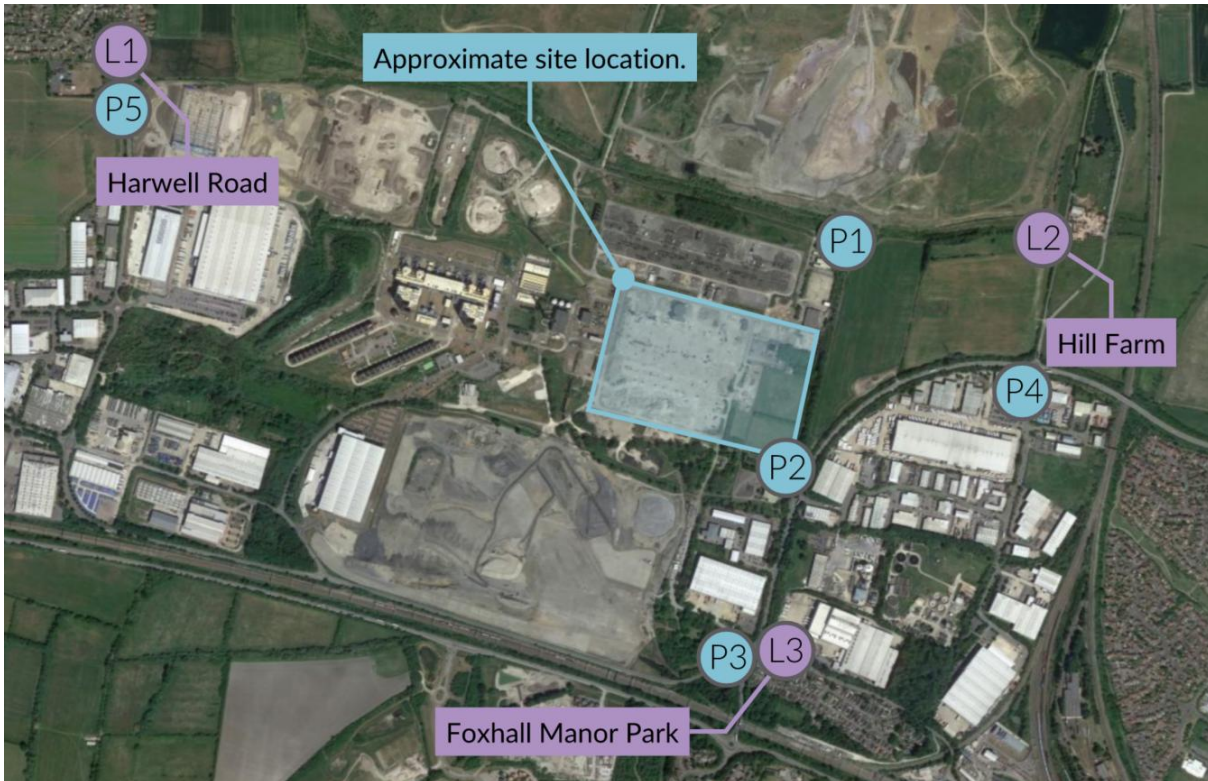 L1
Approximate site location.
P5
Harwell Road
P1
L2
Hill Farm
P4
P2
P3
L3
Foxhall Manor Park